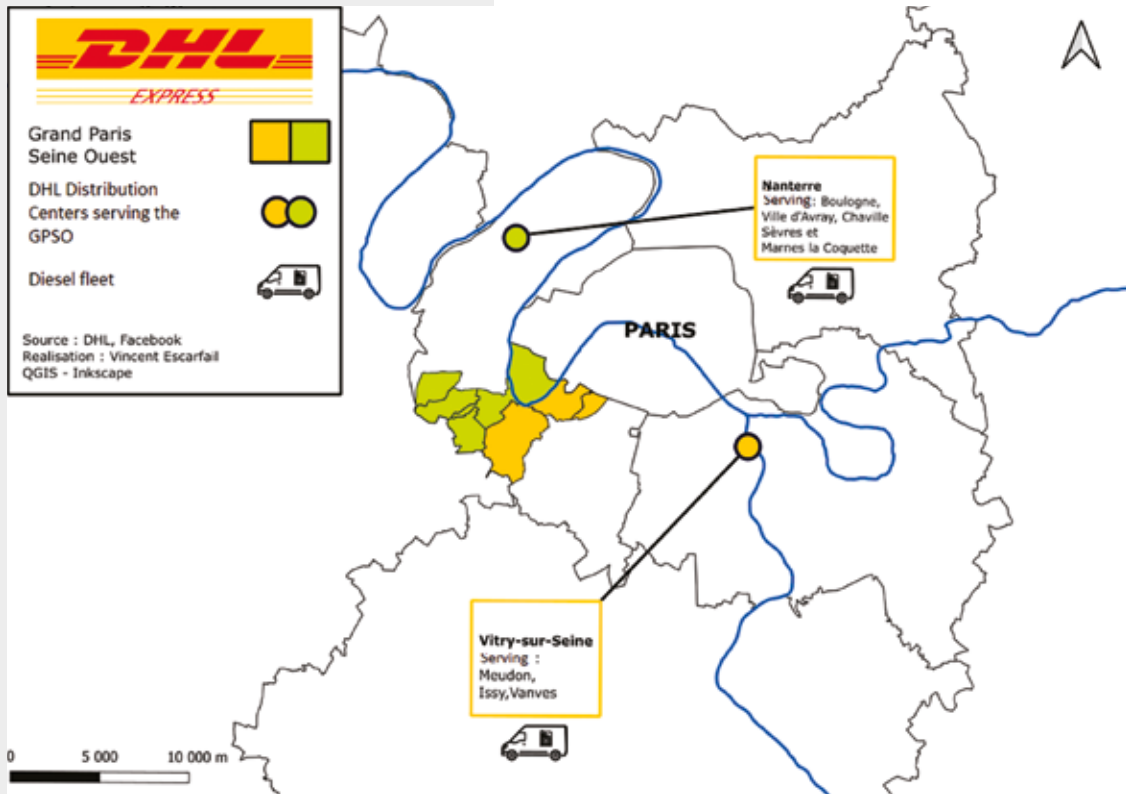 DHL
EXPRESS
Grand Paris
Seine Ouest
DHL Distribution
Centers serving the
GPSO
Diesel fleet
Source : DHL, Facebook
Realisation : Vincent Escarfail
QGIS - Inkscape
Nanterre
Serving: Boulogne,
Ville d'Avray, Chaville
Sèvres et
Marnes la Coquette
PARIS
Vitry-sur-Seine
Serving :
Meudon,
Issy,Vanves
0 5 000 10 000 m